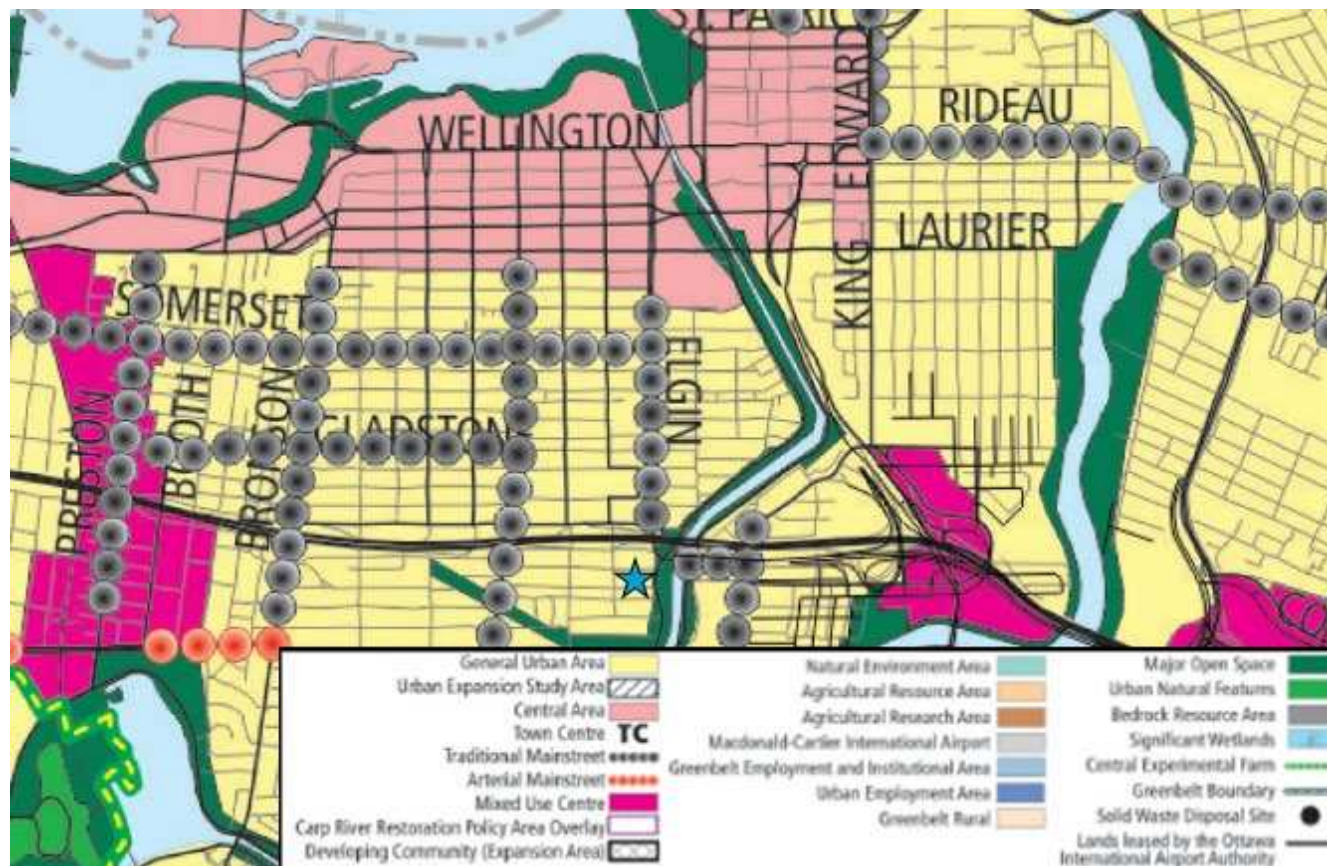 ST. PATRIC
KING EDWARD
RIDEAU
WELLINGTON
LAURIER
SOMERSET
ELGIN
GLADSTON
BRONSON
PRESTON
General Urban Area
Urban Expansion Study Area
Central Area
Town Centre TC
Traditional Mainstreet
Arterial Mainstreet
Mixed Use Centre
Carp River Restoration Policy Area Overlay
Developing Community (Expansion Area)
Natural Environment Area
Agricultural Resource Area
Agricultural Research Area
Macdonald-Cartier International Airport
Greenbelt Employment and Institutional Area
Urban Employment Area
Greenbelt Rural
Major Open Space
Urban Natural Features
Bedrock Resource Area
Significant Wetlands
Central Experimental Farm
Greenbelt Boundary
Solid Waste Disposal Site
Lands leased by the Ottawa
International Airport Authority